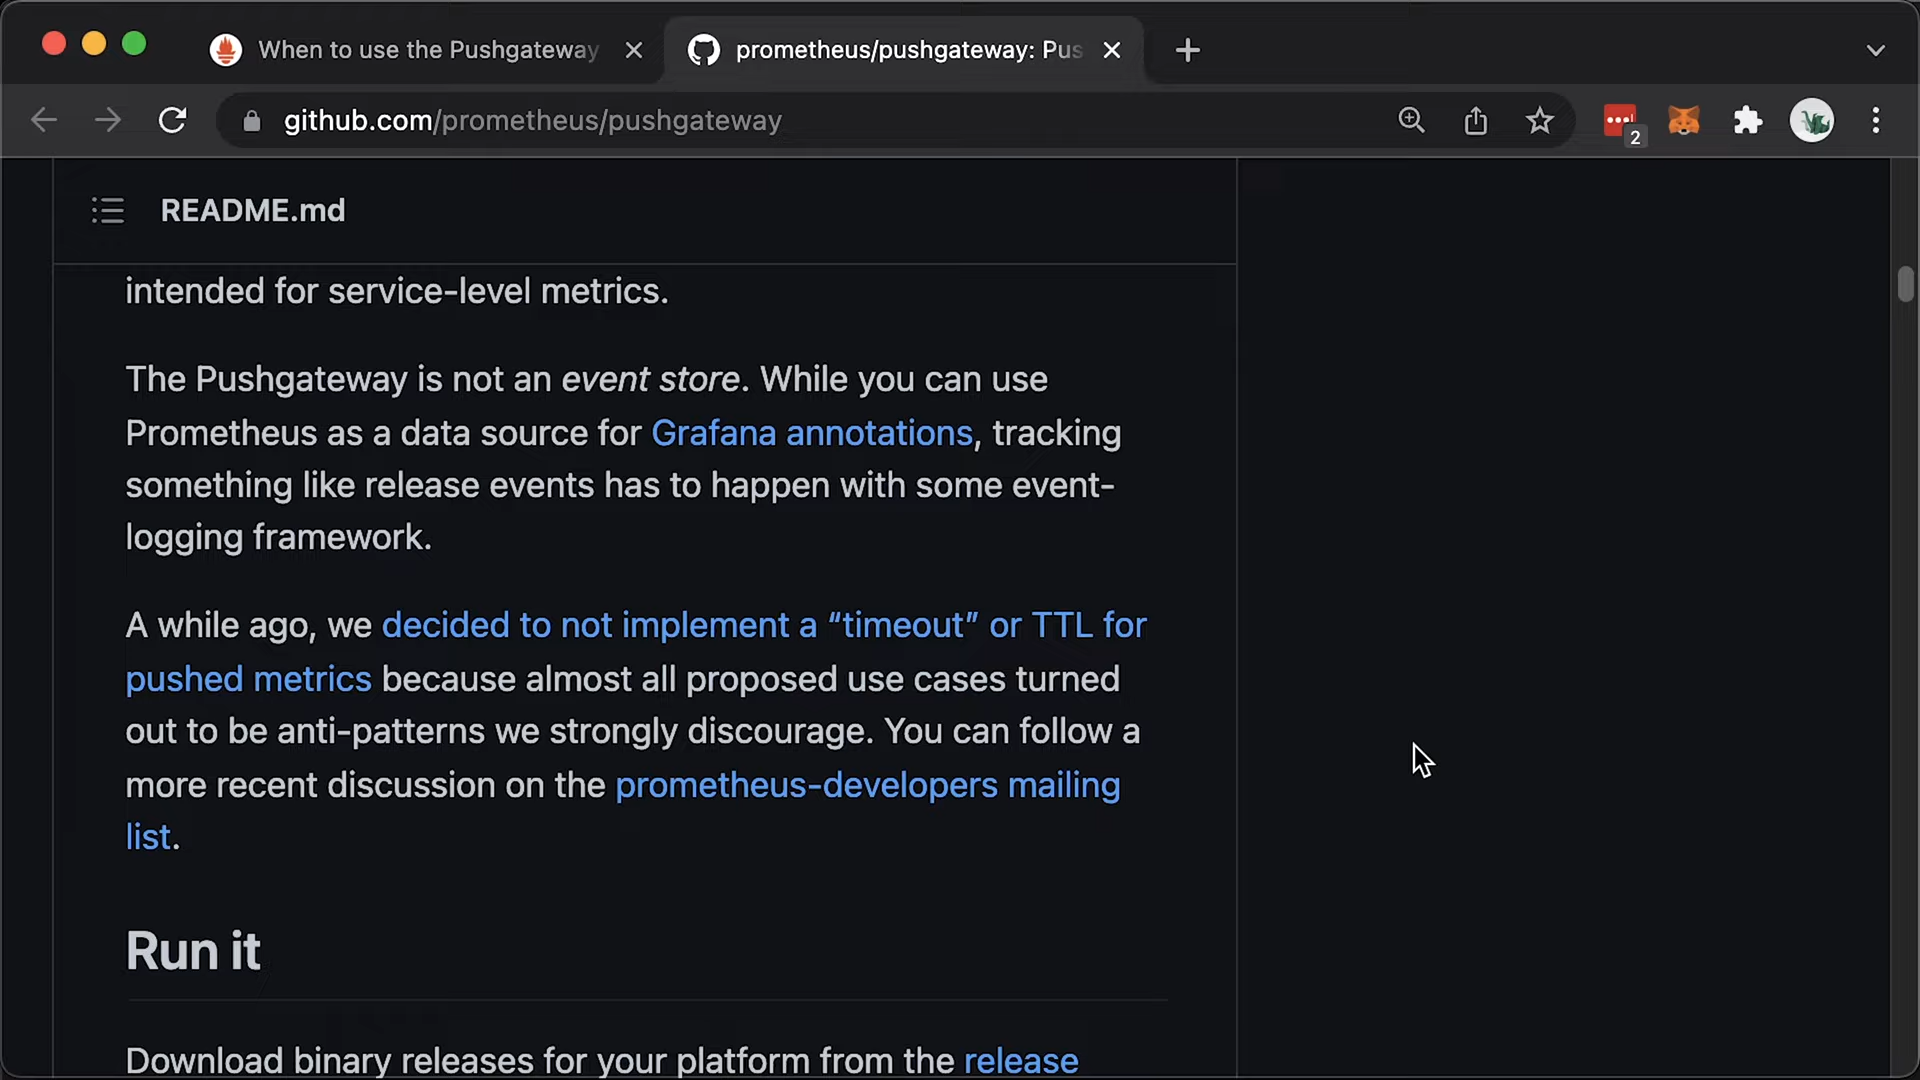 When to use the Pushgateway
prometheus/pushgateway: Pus
github.com/prometheus/pushgateway
2
README.md
intended for service-level metrics.
The Pushgateway is not an event store. While you can use
Prometheus as a data source for Grafana annotations, tracking
something like release events has to happen with some event-
logging framework.
A while ago, we decided to not implement a “timeout” or TTL for
pushed metrics because almost all proposed use cases turned
out to be anti-patterns we strongly discourage. You can follow a
more recent discussion on the prometheus-developers mailing
list.
Run it
Download binary releases for your platform from the release